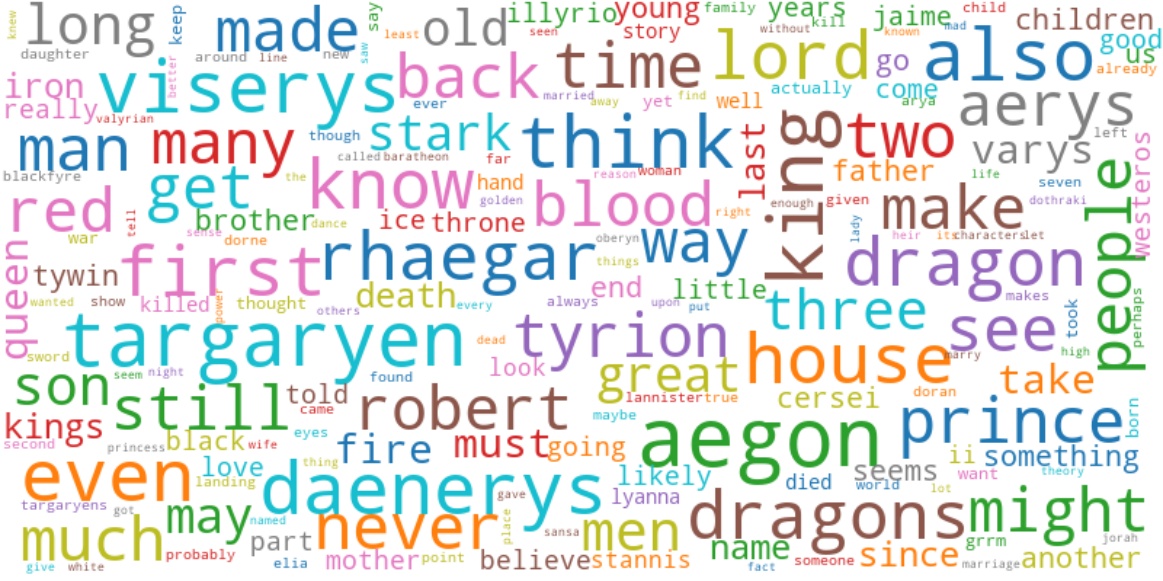 knew
long
keep
made
say
old
illyrio
young
family
years
jaime
child
children
daughter
around
line
new
saw
least
seen
story
without
kill
known
mad
good
us
iron
viserys
better
back
time
lord
go
also
already
really
valyrian
ever
married
away
yet
find
well
actually
come
arya
aerys
man
many
though
stark
think
last
king
two
varys
left
called
baratheon
far
reason
woman
father
life
westeros
blackfyre
get
the
know
hand
golden
blood
right
enough
given
make
seven
dothraki
people
red
tell
brother
dance
ice
throne
way
lady
heir
its
characters
let
war
sense
dorne
oberyn
queen
tywin
first
rhaegar
things
dragon
wanted
show
killed
power
thought
others
death
every
always
end
upon
little
put
three
makes
see
took
perhaps
targaryen
dead
tyrion
house
marry
high
sword
son
seem
night
found
look
great
take
still
told
came
robert
lannister
true
cersei
doran
maybe
prince
born
kings
second
princess
black
wife
eyes
fire
must
going
aegon
ii
something
even
love
landing
thing
daenerys
likely
died
seems
world
want
theory
targaryens
got
may
named
never
gave
place
lyanna
dragons
lot
might
much
probably
part
mother
point
sansa
men
name
someone
since
grrm
jorah
give
white
elia
believe
stannis
fact
marriage
another